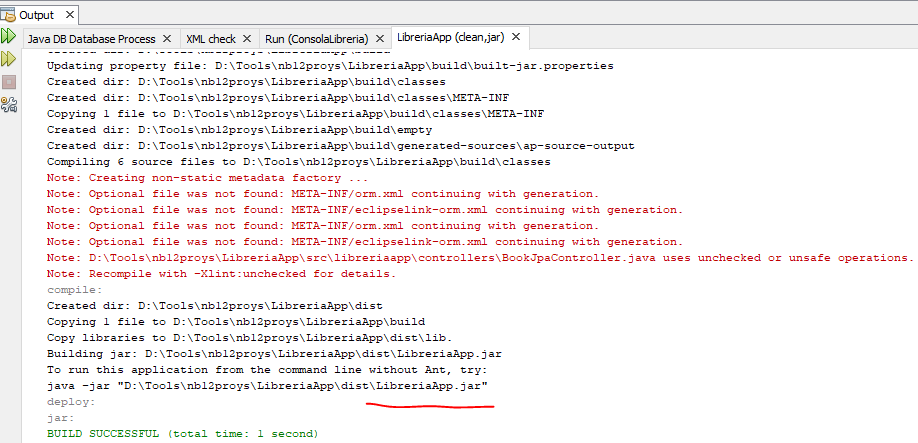 Output
Java DB Database Process
XML check
Run (ConsolaLibreria)
LibreriaApp (clean,jar)
Created dir: D:\Tools\nb12proys\LibreriaApp\build
Updating property file: D:\Tools\nb12proys\LibreriaApp\build\built-jar.properties
Created dir: D:\Tools\nb12proys\LibreriaApp\build\classes
Created dir: D:\Tools\nb12proys\LibreriaApp\build\classes\META-INF
Copying 1 file to D:\Tools\nb12proys\LibreriaApp\build\classes\META-INF
Created dir: D:\Tools\nb12proys\LibreriaApp\build\empty
Created dir: D:\Tools\nb12proys\LibreriaApp\build\generated-sources\ap-source-output
Compiling 6 source files to D:\Tools\nb12proys\LibreriaApp\build\classes
Note: Creating non-static metadata factory ...
Note: Optional file was not found: META-INF/orm.xml continuing with generation.
Note: Optional file was not found: META-INF/eclipselink-orm.xml continuing with generation.
Note: Optional file was not found: META-INF/orm.xml continuing with generation.
Note: Optional file was not found: META-INF/eclipselink-orm.xml continuing with generation.
Note: D:\Tools\nb12proys\LibreriaApp\src\libreriaapp\controllers\BookJpaController.java uses unchecked or unsafe operations.
Note: Recompile with -Xlint:unchecked for details.
compile:
Created dir: D:\Tools\nb12proys\LibreriaApp\dist
Copying 1 file to D:\Tools\nb12proys\LibreriaApp\build
Copy libraries to D:\Tools\nb12proys\LibreriaApp\dist\lib.
Building jar: D:\Tools\nb12proys\LibreriaApp\dist\LibreriaApp.jar
To run this application from the command line without Ant, try:
java -jar "D:\Tools\nb12proys\LibreriaApp\dist\LibreriaApp.jar"
deploy:
jar:
BUILD SUCCESSFUL (total time: 1 second)